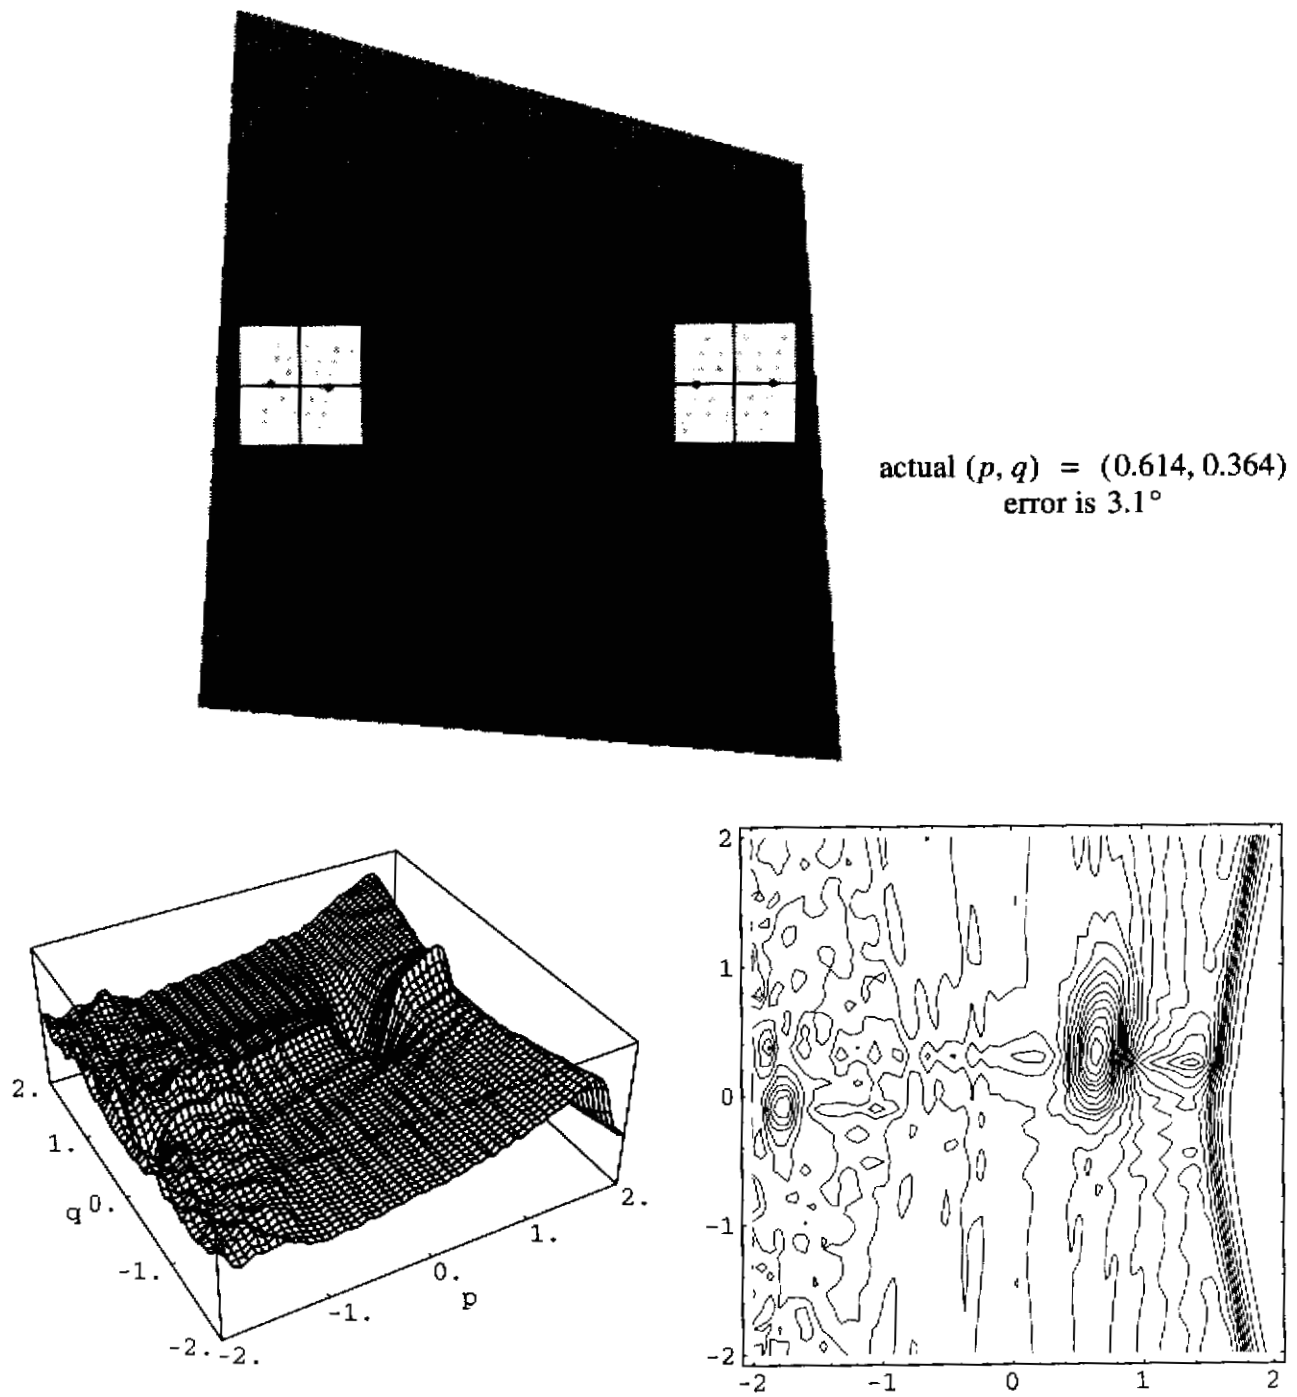 actual (p, q) = (0.614, 0.364)
error is 3.1°
2.
1.
q 0.
-1.
-2.
-2.
-1.
0.
p
1.
2.
2
1
0
-1
-2
-2 -1 0 1 2